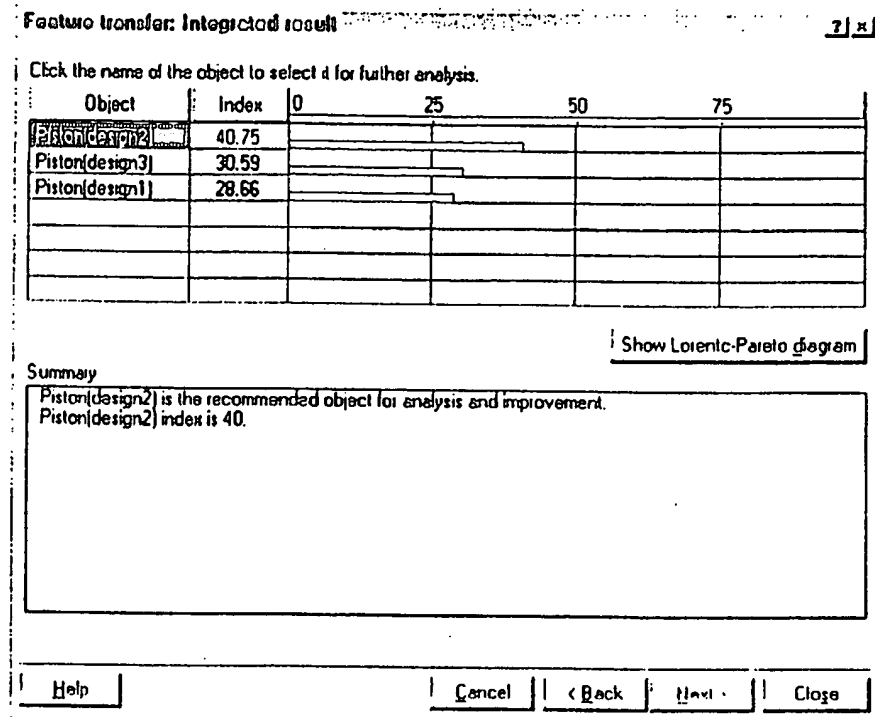 Feature transfer: Integrated result ? ×
Click the name of the object to select it for further analysis.
Object Index 0 25 50 75
Piston(design2) 40.75
Piston(design3) 30.59
Piston(design1) 28.66
Show Lorentc-Pareto diagram
Summary
Piston(design2) is the recommended object for analysis and improvement.
Piston(design2) index is 40.
Help Cancel < Back Next > Close